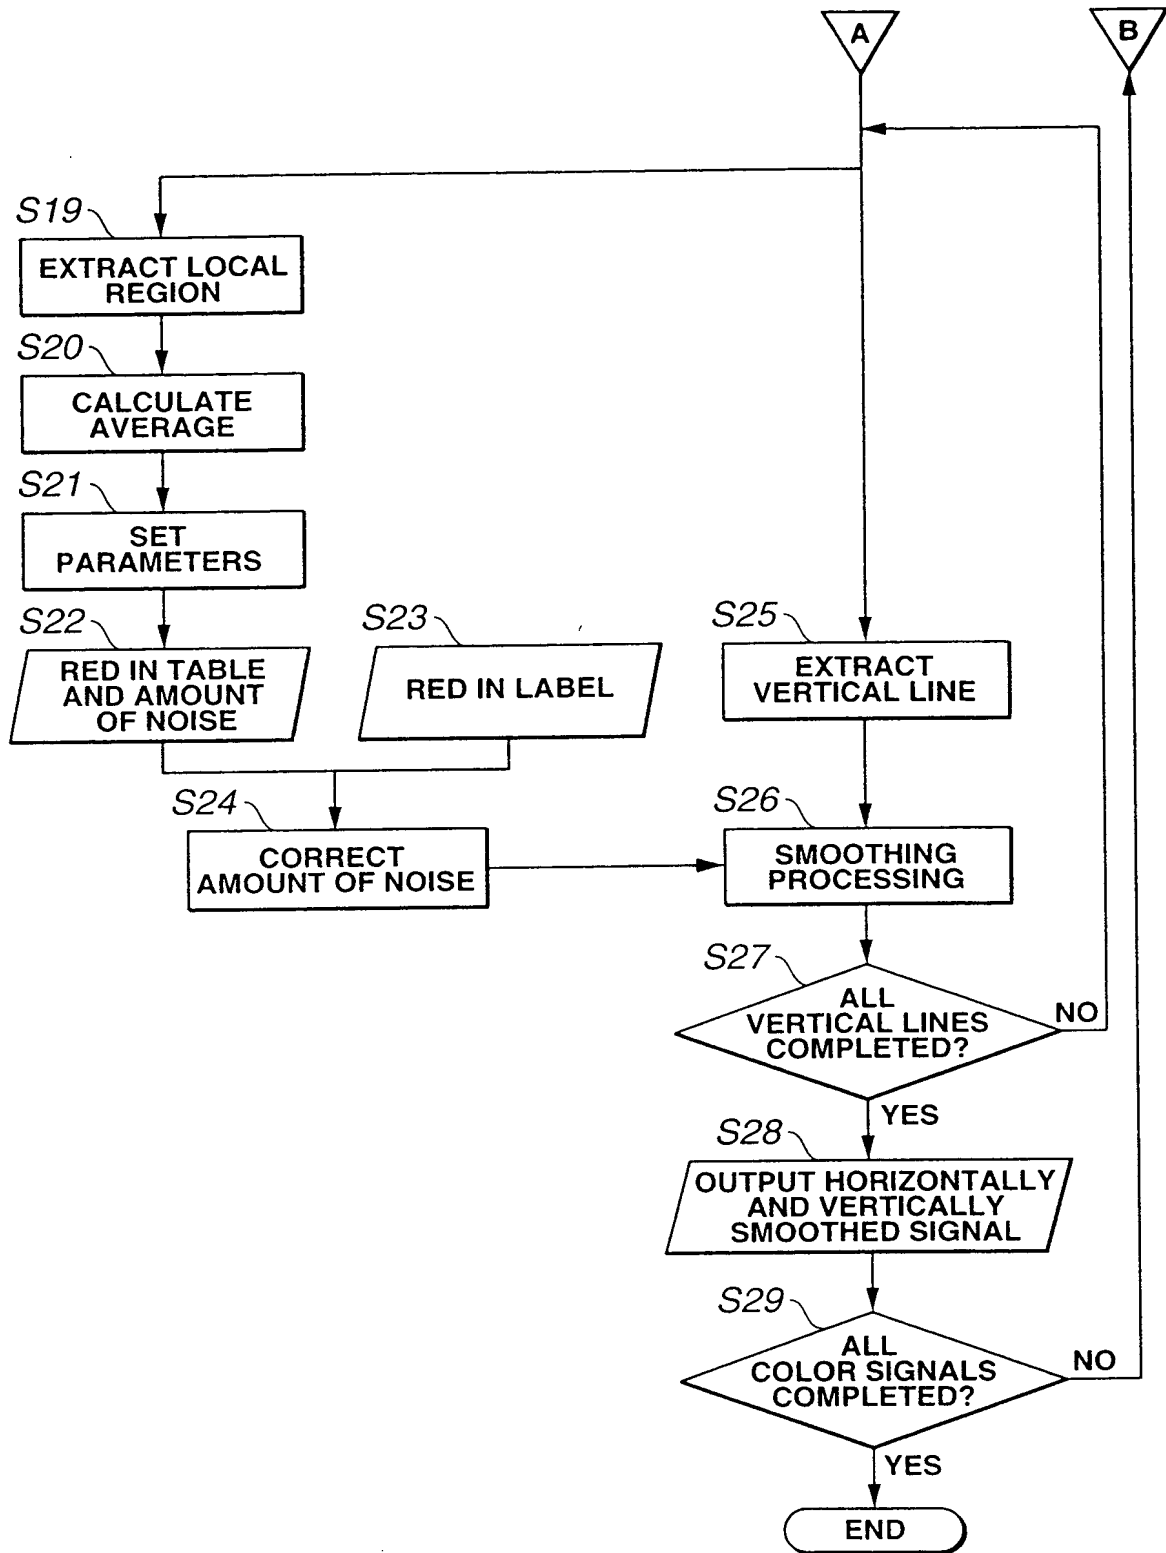 A
B
S19
EXTRACT LOCAL
REGION
S20
CALCULATE
AVERAGE
S21
SET
PARAMETERS
S22
RED IN TABLE
AND AMOUNT
OF NOISE
S23
RED IN LABEL
S24
CORRECT
AMOUNT OF NOISE
S25
EXTRACT
VERTICAL LINE
S26
SMOOTHING
PROCESSING
S27
ALL
VERTICAL LINES
COMPLETED?
NO
YES
S28
OUTPUT HORIZONTALLY
AND VERTICALLY
SMOOTHED SIGNAL
S29
ALL
COLOR SIGNALS
COMPLETED?
NO
YES
END